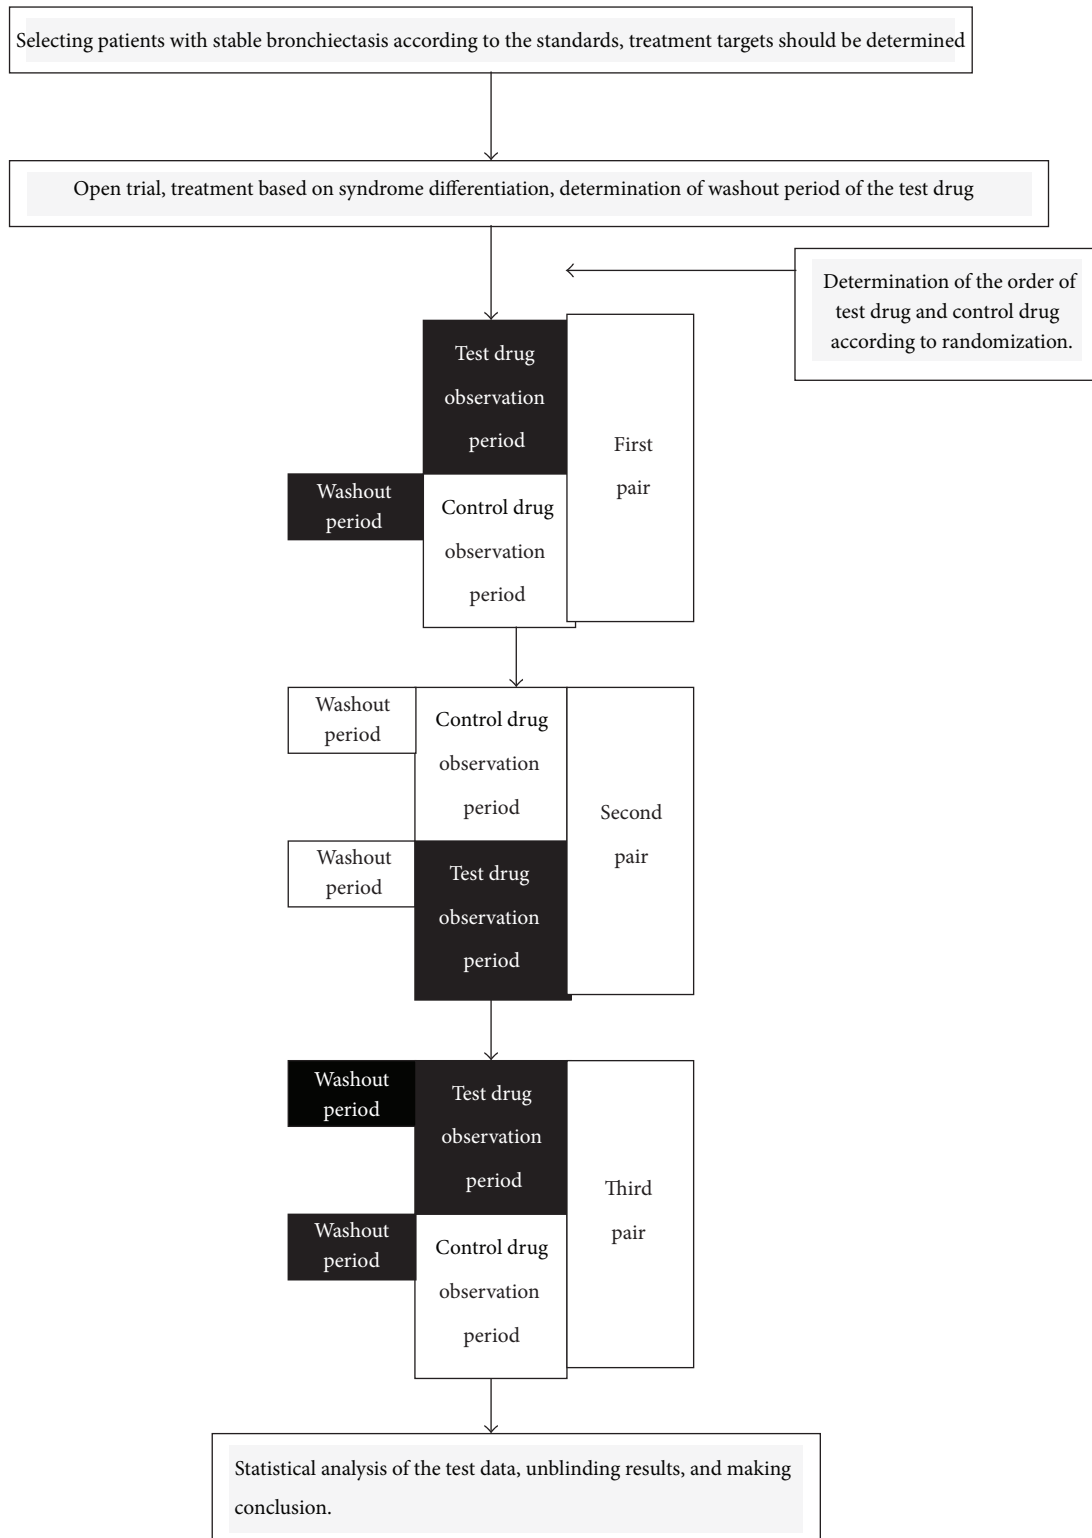 Selecting patients with stable bronchiectasis according to the standards, treatment targets should be determined
Open trial, treatment based on syndrome differentiation, determination of washout period of the test drug
Determination of the order of
test drug and control drug
according to randomization.
Test drug
observation
period
First
pair
Washout
period
Control drug
observation
period
Washout
period
Control drug
observation
period
Second
pair
Washout
period
Test drug
observation
period
Washout
period
Test drug
observation
period
Third
pair
Washout
period
Control drug
observation
period
Statistical analysis of the test data, unblinding results, and making
conclusion.